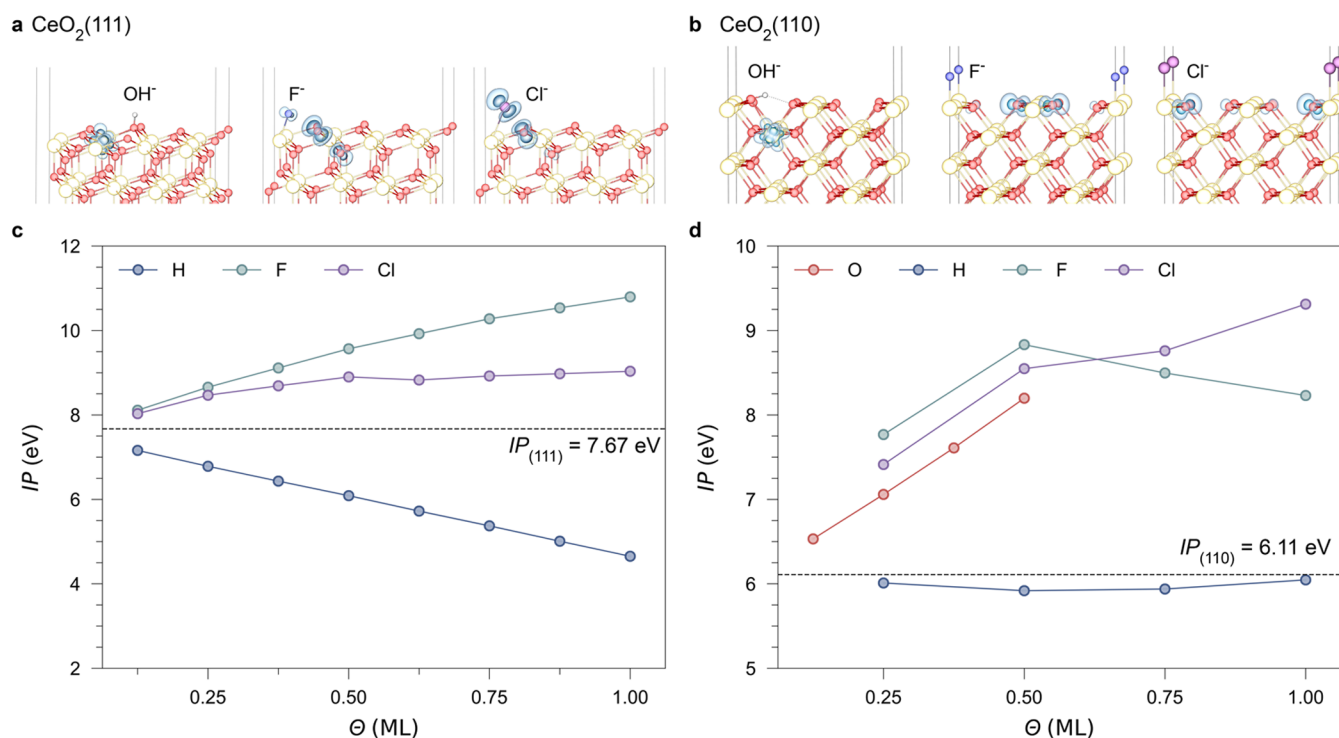 a CeO₂(111)
OH⁻
F⁻
Cl⁻
b CeO₂(110)
OH⁻
F⁻
Cl⁻
c
H F Cl
12
10
8
6
4
2
IP (eV)
IP(111) = 7.67 eV
0.25 0.50 0.75 1.00
Θ (ML)
d
O H F Cl
10
9
8
7
6
5
IP (eV)
IP(110) = 6.11 eV
0.25 0.50 0.75 1.00
Θ (ML)